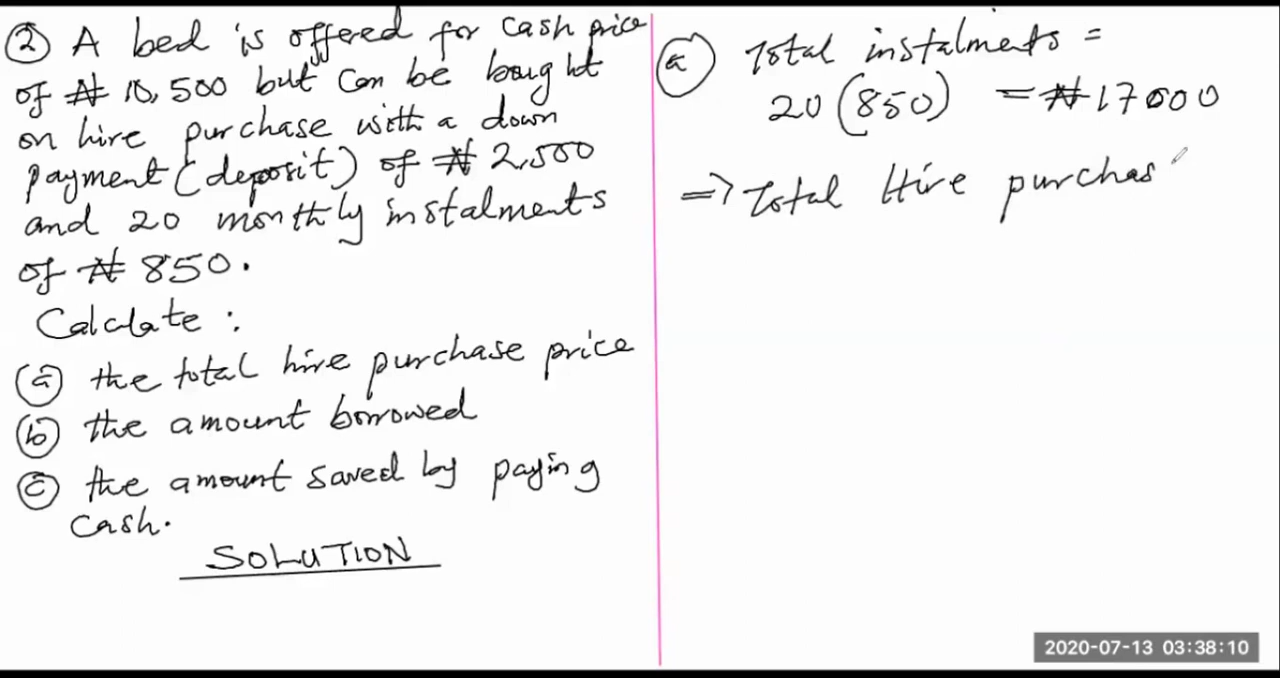 ② A bed is offered for cash price
of ₦ 10,500 but can be bought
on hire purchase with a down
payment (deposit) of ₦ 2,500
and 20 monthly instalments
of ₦ 850.
Calclate :
(a) the total hire purchase price
(b) the amount borrowed
(c) the amount saved by paying
cash.
SOLUTION
(a) Total instalments =
20 (850) = ₦ 17000
=> Total Hire purchas
2020-07-13 03:38:10